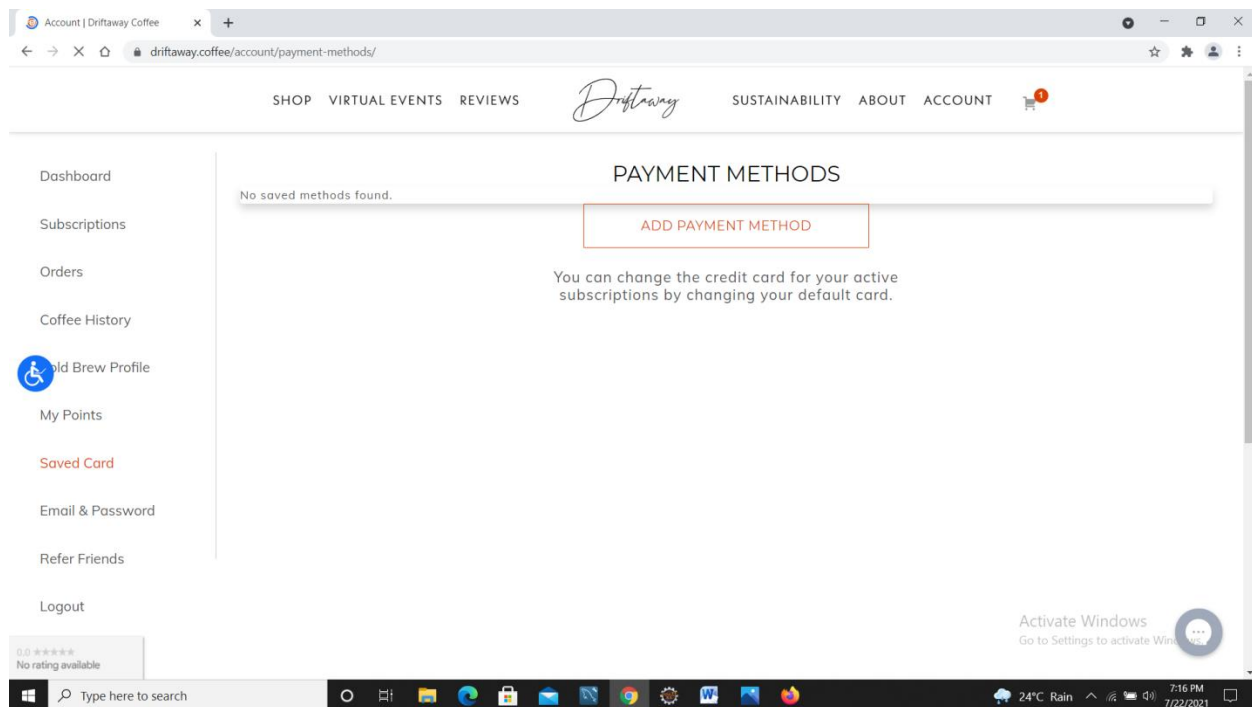 Account | Driftaway Coffee
driftaway.coffee/account/payment-methods/
SHOP VIRTUAL EVENTS REVIEWS Driftaway SUSTAINABILITY ABOUT ACCOUNT 1
Dashboard
Subscriptions
Orders
Coffee History
old Brew Profile
My Points
Saved Card
Email & Password
Refer Friends
Logout
PAYMENT METHODS
No saved methods found.
ADD PAYMENT METHOD
You can change the credit card for your active
subscriptions by changing your default card.
Activate Windows
Go to Settings to activate
0.0 ★★★★★
No rating available
Type here to search
24°C Rain
7:16 PM
7/22/2021